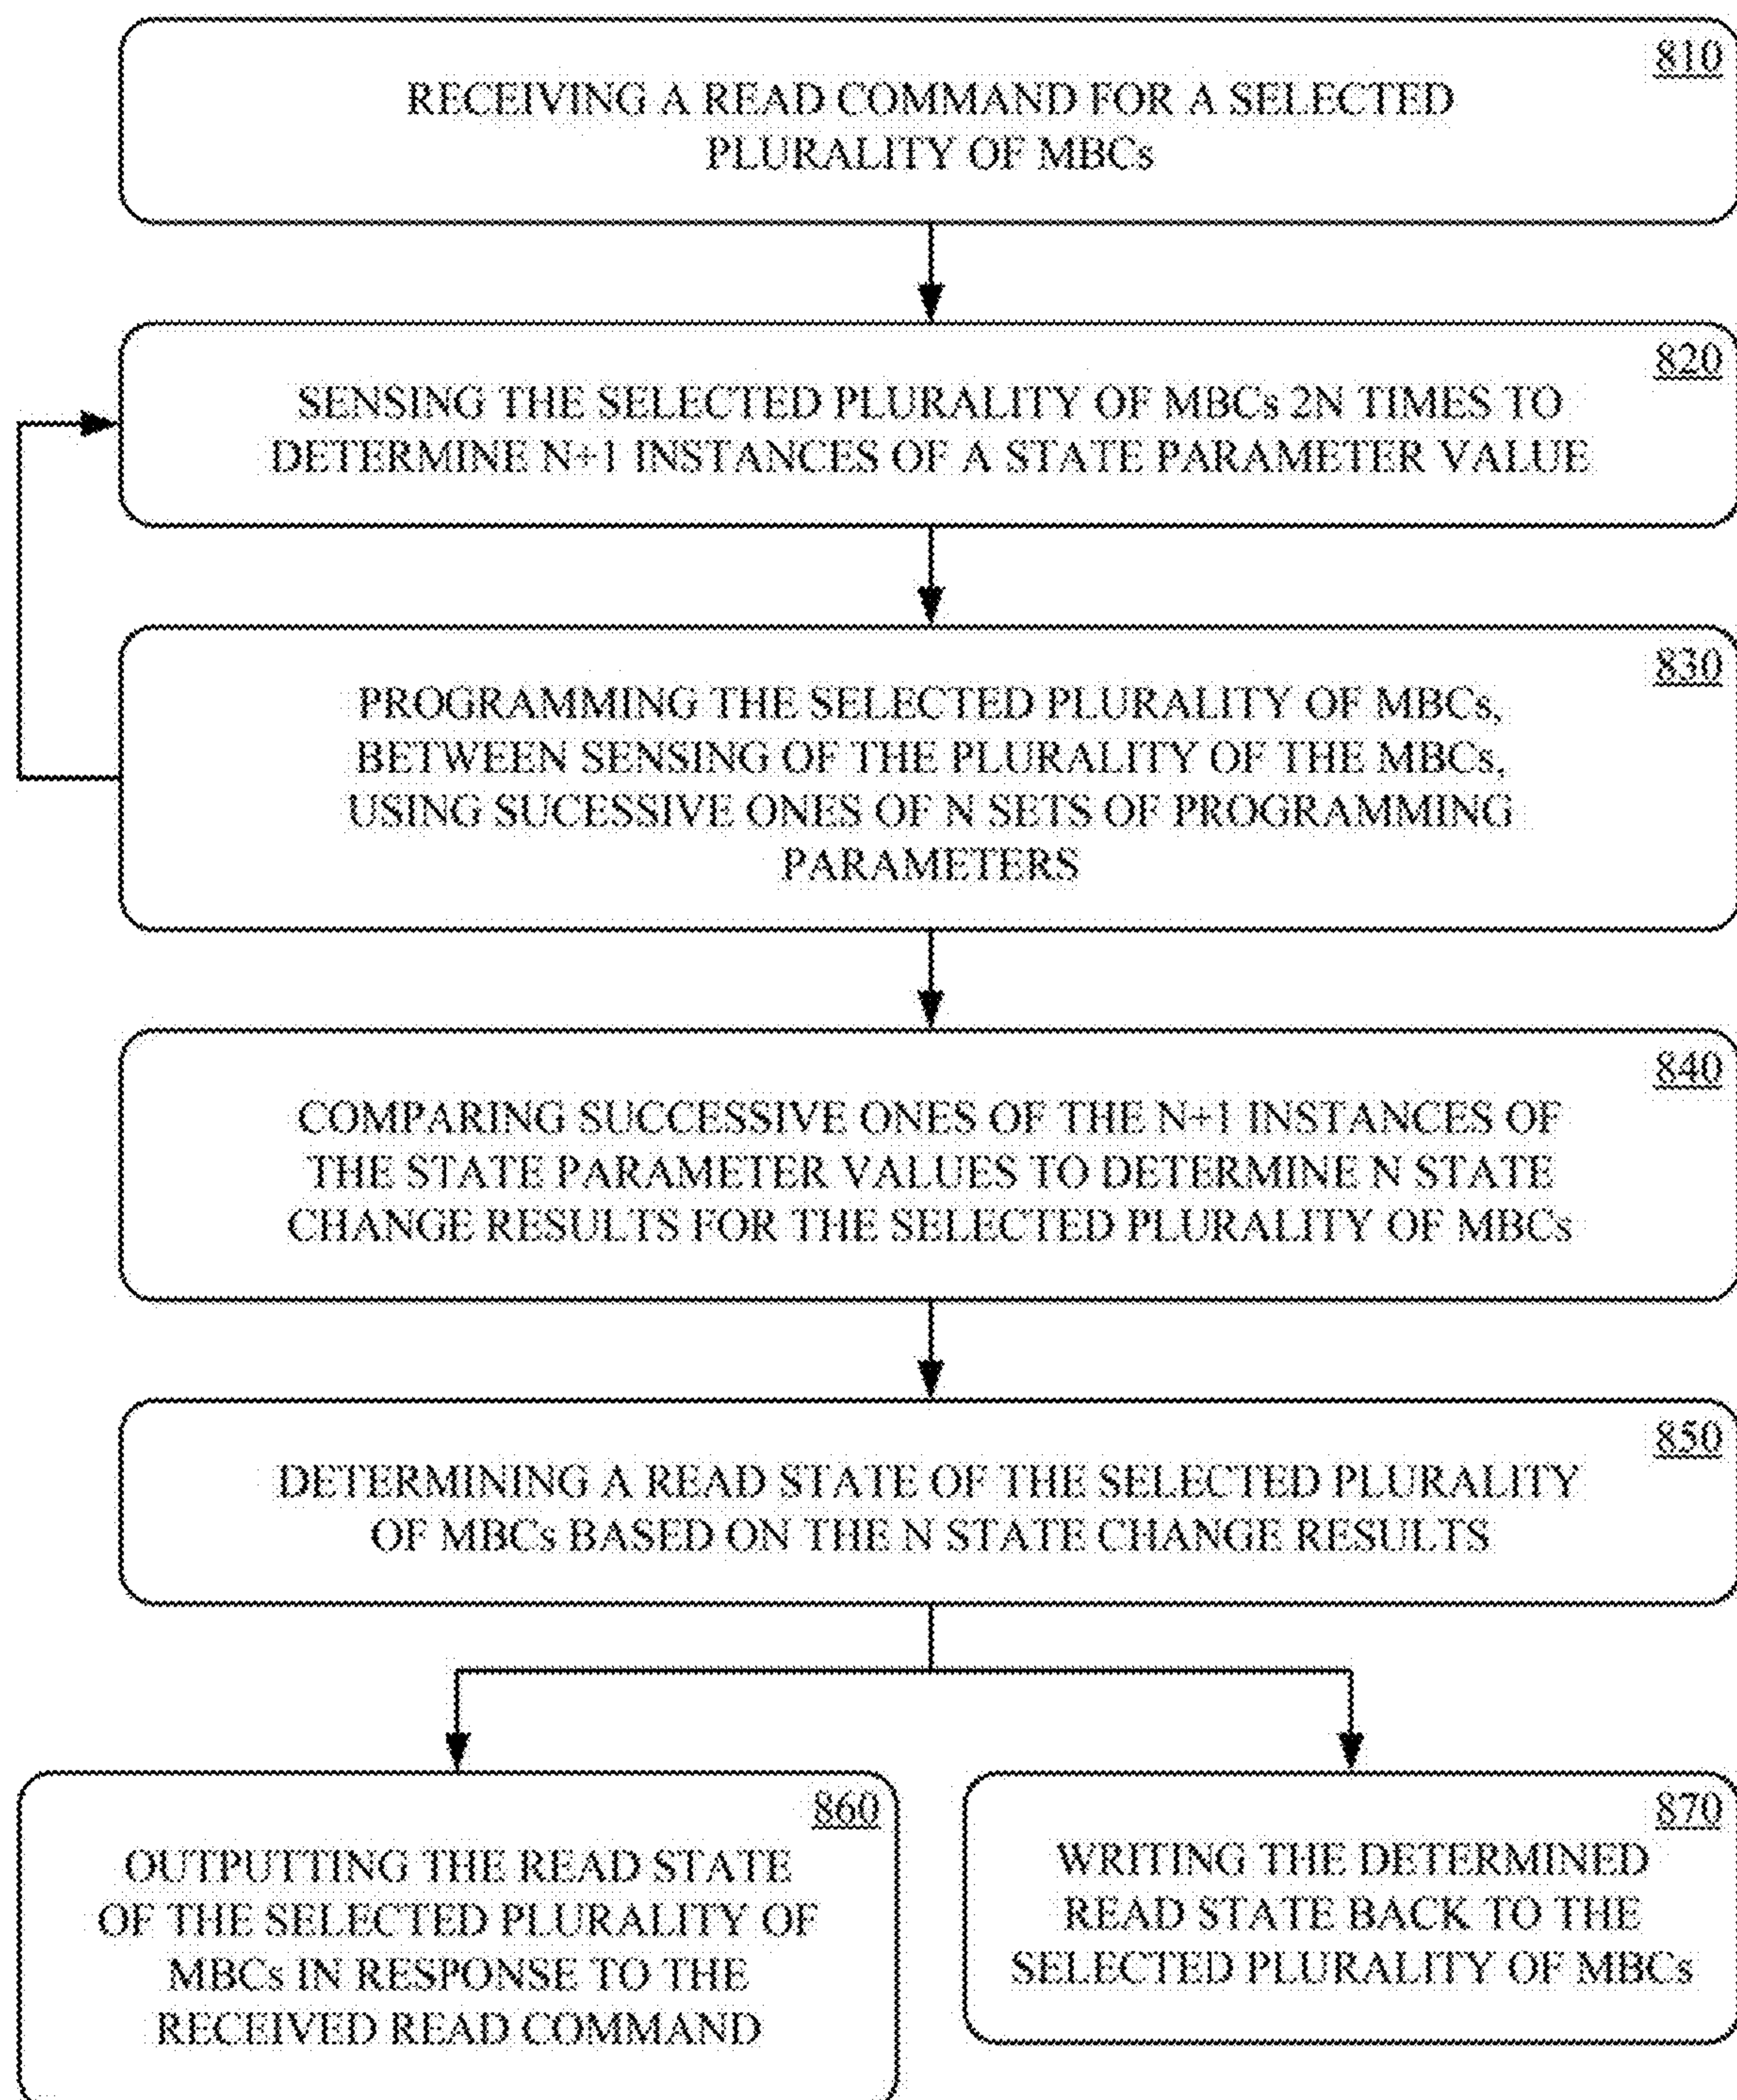 810
RECEIVING A READ COMMAND FOR A SELECTED
PLURALITY OF MBCs
820
SENSING THE SELECTED PLURALITY OF MBCs 2N TIMES TO
DETERMINE N+1 INSTANCES OF A STATE PARAMETER VALUE
830
PROGRAMMING THE SELECTED PLURALITY OF MBCs,
BETWEEN SENSING OF THE PLURALITY OF THE MBCs,
USING SUCESSIVE ONES OF N SETS OF PROGRAMMING
PARAMETERS
840
COMPARING SUCCESSIVE ONES OF THE N+1 INSTANCES OF
THE STATE PARAMETER VALUES TO DETERMINE N STATE
CHANGE RESULTS FOR THE SELECTED PLURALITY OF MBCs
850
DETERMINING A READ STATE OF THE SELECTED PLURALITY
OF MBCs BASED ON THE N STATE CHANGE RESULTS
860
OUTPUTTING THE READ STATE
OF THE SELECTED PLURALITY OF
MBCs IN RESPONSE TO THE
RECEIVED READ COMMAND
870
WRITING THE DETERMINED
READ STATE BACK TO THE
SELECTED PLURALITY OF MBCs